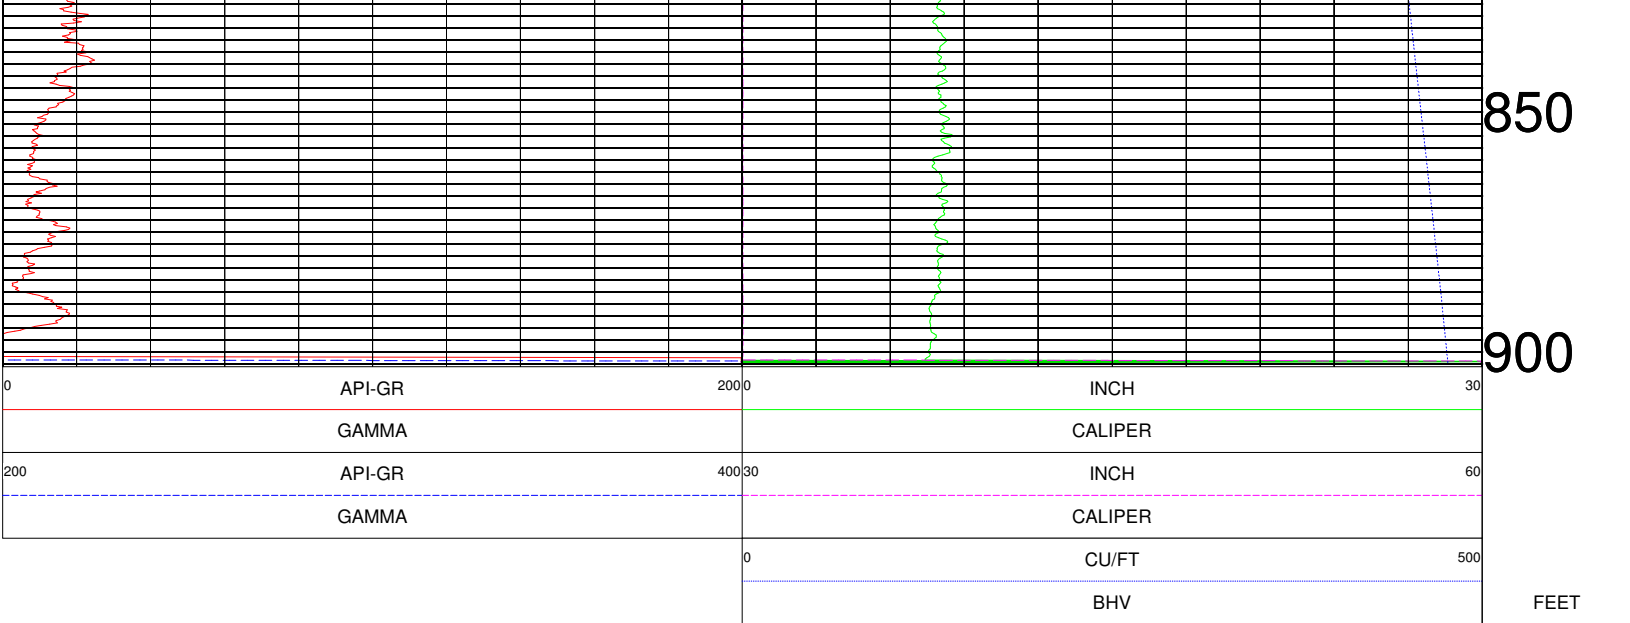 850
900
0 API-GR 200 0 INCH 30
GAMMA CALIPER
200 API-GR 400 30 INCH 60
GAMMA CALIPER
0 CU/FT 500
BHV FEET